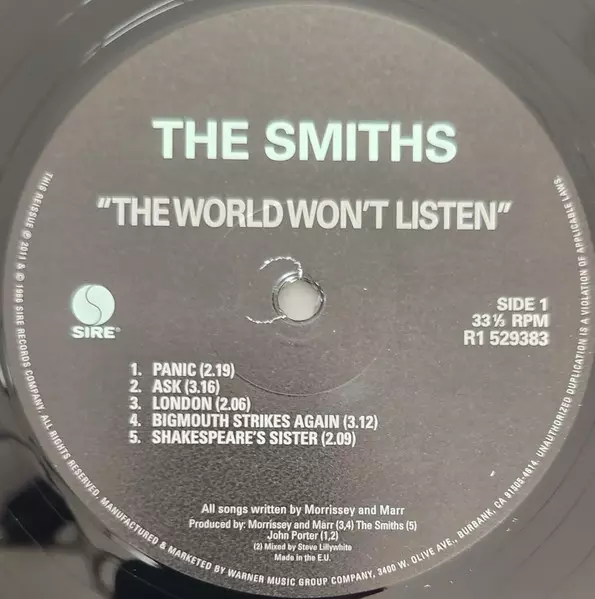 THE SMITHS
"THE WORLD WON'T LISTEN"
SIRE®
SIDE 1
33⅓ RPM
R1 529383
1. PANIC (2.19)
2. ASK (3.16)
3. LONDON (2.06)
4. BIGMOUTH STRIKES AGAIN (3.12)
5. SHAKESPEARE'S SISTER (2.09)
All songs written by Morrissey and Marr
Produced by: Morrissey and Marr (3,4) The Smiths (5)
John Porter (1,2)
(2) Mixed by Steve Lillywhite
Made in the E.U.
THIS REISSUE ℗ 2011 & © 1986 SIRE RECORDS COMPANY. ALL RIGHTS RESERVED. MANUFACTURED & MARKETED BY WARNER MUSIC GROUP COMPANY, 3400 W. OLIVE AVE., BURBANK, CA 91505-4614. UNAUTHORIZED DUPLICATION IS A VIOLATION OF APPLICABLE LAWS.